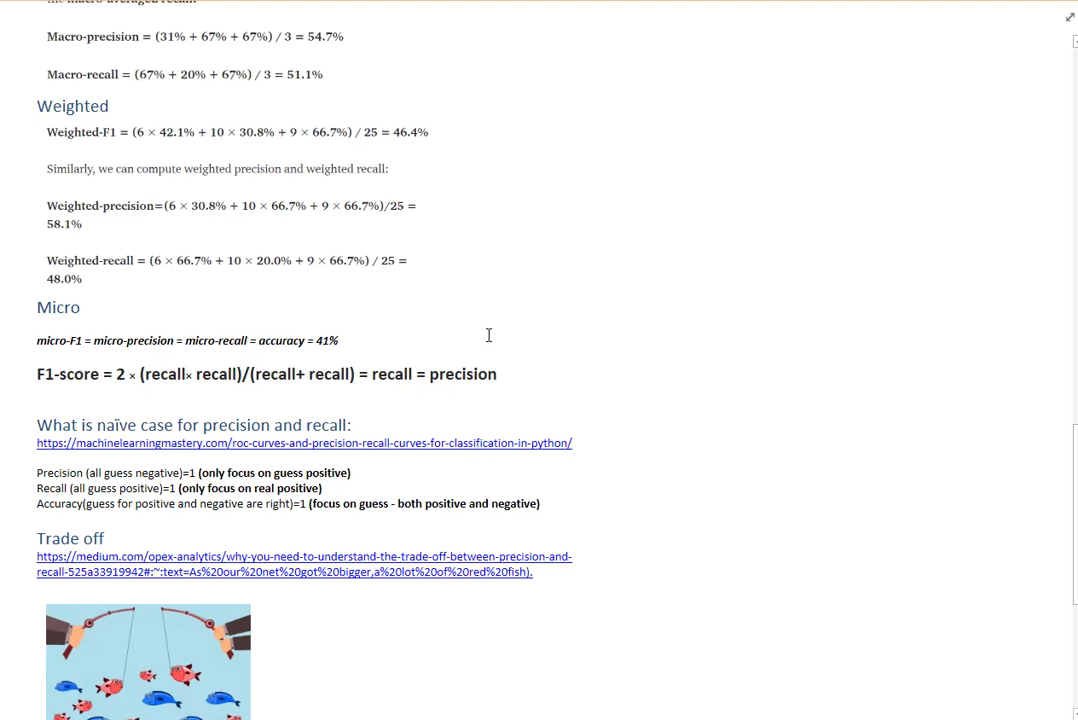 the macro-averaged recall:
Macro-precision = (31% + 67% + 67%) / 3 = 54.7%
Macro-recall = (67% + 20% + 67%) / 3 = 51.1%
Weighted
Weighted-F1 = (6 × 42.1% + 10 × 30.8% + 9 × 66.7%) / 25 = 46.4%
Similarly, we can compute weighted precision and weighted recall:
Weighted-precision=(6 × 30.8% + 10 × 66.7% + 9 × 66.7%)/25 =
58.1%
Weighted-recall = (6 × 66.7% + 10 × 20.0% + 9 × 66.7%) / 25 =
48.0%
Micro
micro-F1 = micro-precision = micro-recall = accuracy = 41%
F1-score = 2 × (recall× recall)/(recall+ recall) = recall = precision
What is naïve case for precision and recall:
https://machinelearningmastery.com/roc-curves-and-precision-recall-curves-for-classification-in-python/
Precision (all guess negative)=1 (only focus on guess positive)
Recall (all guess positive)=1 (only focus on real positive)
Accuracy(guess for positive and negative are right)=1 (focus on guess - both positive and negative)
Trade off
https://medium.com/opex-analytics/why-you-need-to-understand-the-trade-off-between-precision-and-
recall-525a33919942#:~:text=As%20our%20net%20got%20bigger,a%20lot%20of%20red%20fish).